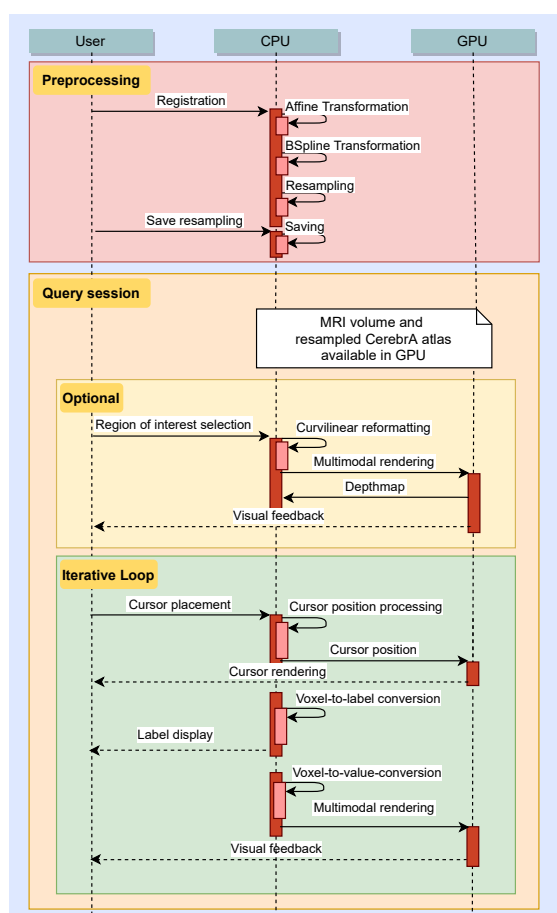 User
CPU
GPU
Preprocessing
Registration
Affine Transformation
BSpline Transformation
Resampling
Save resampling
Saving
Query session
MRI volume and
resampled CerebrA atlas
available in GPU
Optional
Region of interest selection
Curvilinear reformatting
Multimodal rendering
Depthmap
Visual feedback
Iterative Loop
Cursor placement
Cursor position processing
Cursor position
Cursor rendering
Voxel-to-label conversion
Label display
Voxel-to-value-conversion
Multimodal rendering
Visual feedback